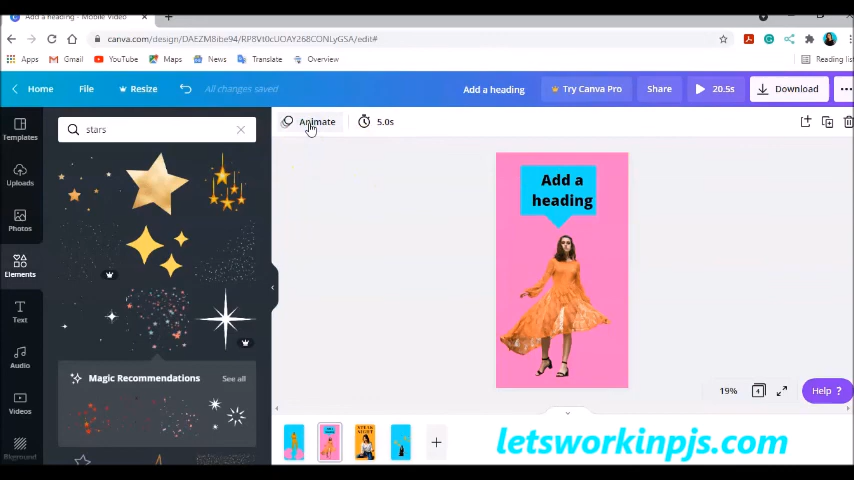 Add a heading - Mobile Video
canva.com/design/DAEZM8ibe94/RP8Vt0cUOAY268CONLyGSA/edit#
Apps
Gmail
YouTube
Maps
News
Translate
Overview
Reading list
Home
File
Resize
All changes saved
Add a heading
Try Canva Pro
Share
20.5s
Download
stars
Animate
5.0s
Templates
Uploads
Photos
Elements
Text
Audio
Videos
Bkground
Magic Recommendations
See all
Add a
heading
19%
4
Help ?
letsworkinpjs.com